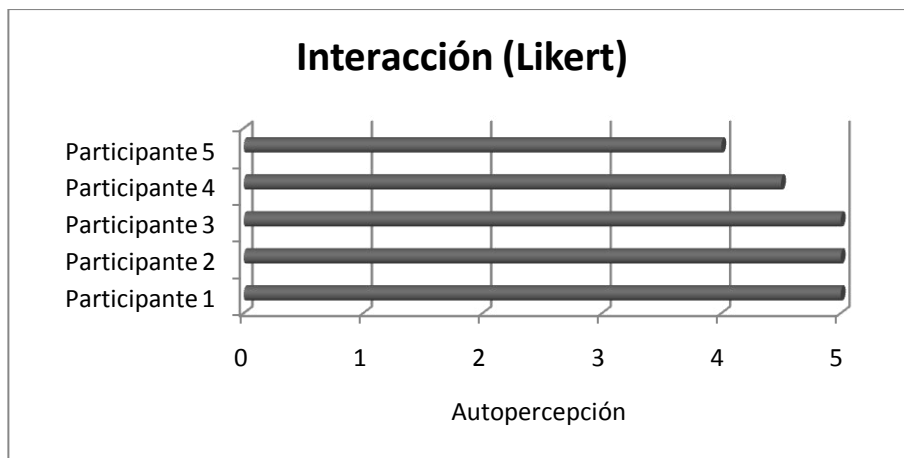 Interacción (Likert)
Participante 5
Participante 4
Participante 3
Participante 2
Participante 1
0 1 2 3 4 5
Autopercepción